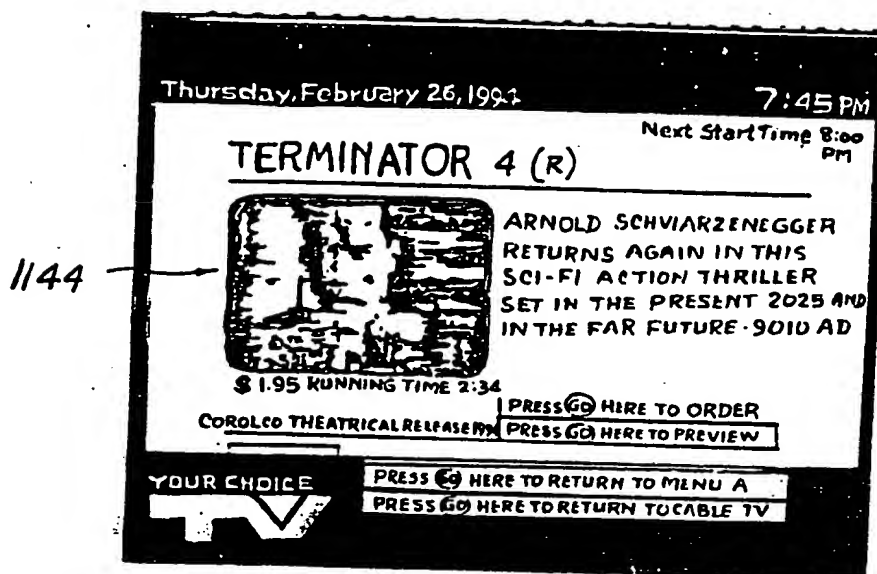 Thursday, February 26, 1992
7:45 PM
Next Start Time 8:00
PM
TERMINATOR 4 (R)
1144
ARNOLD SCHVIARZENEGGER
RETURNS AGAIN IN THIS
SCI-FI ACTION THRILLER
SET IN THE PRESENT 2025 AND
IN THE FAR FUTURE - 9010 AD
$ 1.95 RUNNING TIME 2:34
PRESS GO HIRE TO ORDER
COROLCO THEATRICAL RELEASE
PRESS GO HERE TO PREVIEW
YOUR CHOICE
TV
PRESS GO HERE TO RETURN TO MENU A
PRESS GO HERE TO RETURN TO CABLE TV